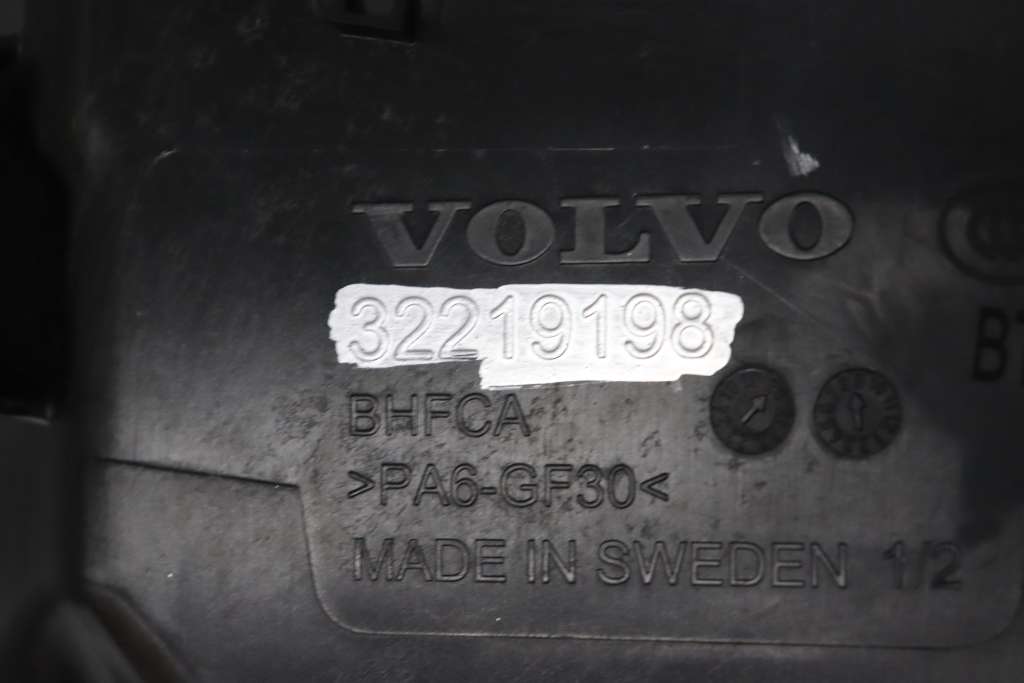 VOLVO
32219198
BHFCA
>PA6-GF30<
MADE IN SWEDEN 1/2